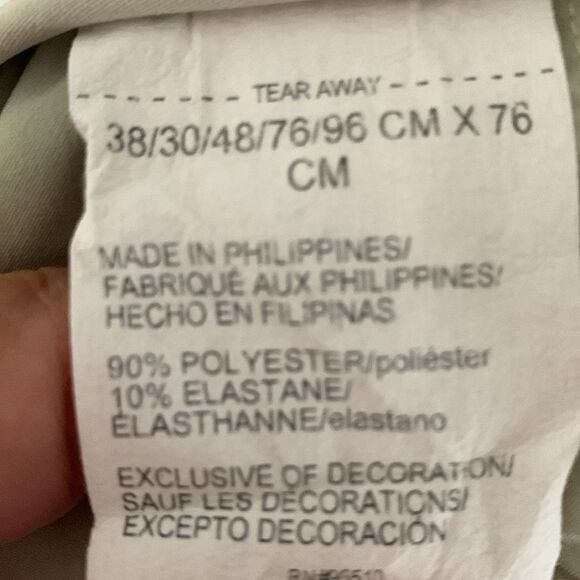 - - - - - - - - TEAR AWAY - - - - - - - -
38/30/48/76/96 CM X 76
CM
MADE IN PHILIPPINES/
FABRIQUÉ AUX PHILIPPINES/
HECHO EN FILIPINAS
90% POLYESTER/poliéster
10% ELASTANE/
ÉLASTHANNE/elastano
EXCLUSIVE OF DECORATION/
SAUF LES DÉCORATIONS/
EXCEPTO DECORACIÓN